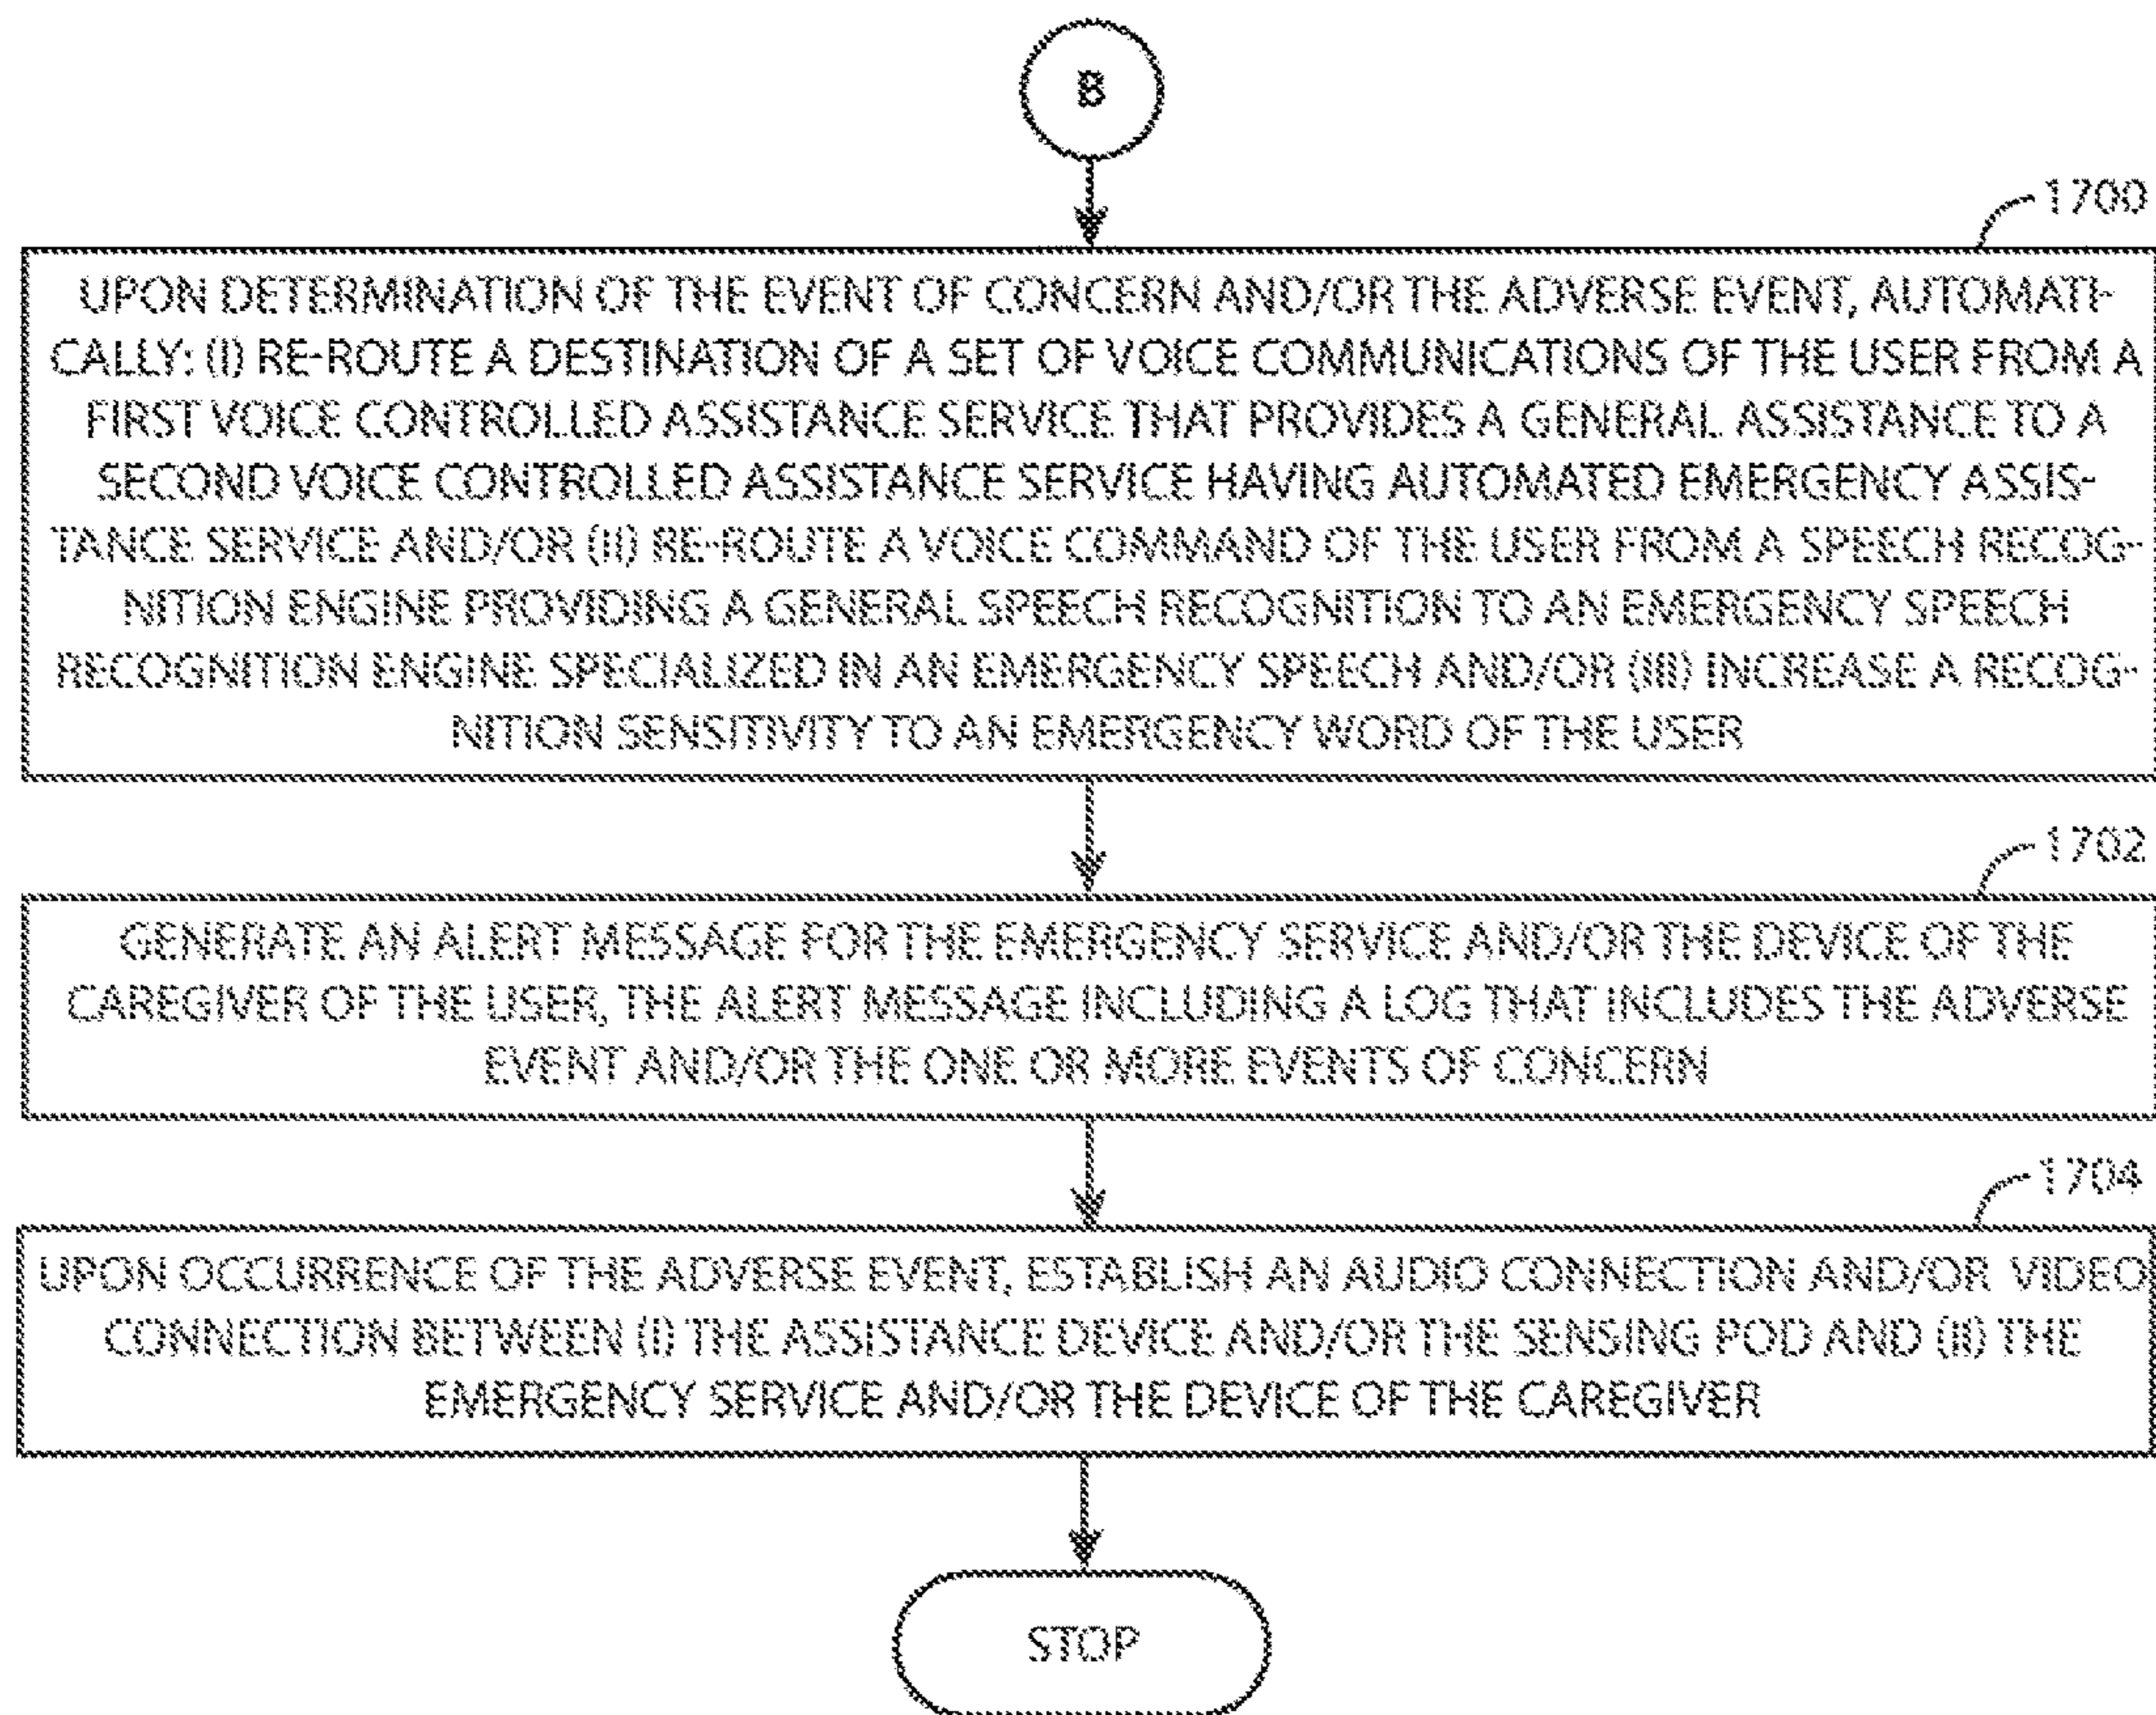 B
1700
UPON DETERMINATION OF THE EVENT OF CONCERN AND/OR THE ADVERSE EVENT, AUTOMATI-
CALLY: (I) RE-ROUTE A DESTINATION OF A SET OF VOICE COMMUNICATIONS OF THE USER FROM A
FIRST VOICE CONTROLLED ASSISTANCE SERVICE THAT PROVIDES A GENERAL ASSISTANCE TO A
SECOND VOICE CONTROLLED ASSISTANCE SERVICE HAVING AUTOMATED EMERGENCY ASSIS-
TANCE SERVICE AND/OR (II) RE-ROUTE A VOICE COMMAND OF THE USER FROM A SPEECH RECOG-
NITION ENGINE PROVIDING A GENERAL SPEECH RECOGNITION TO AN EMERGENCY SPEECH
RECOGNITION ENGINE SPECIALIZED IN AN EMERGENCY SPEECH AND/OR (III) INCREASE A RECOG-
NITION SENSITIVITY TO AN EMERGENCY WORD OF THE USER
1702
GENERATE AN ALERT MESSAGE FOR THE EMERGENCY SERVICE AND/OR THE DEVICE OF THE
CAREGIVER OF THE USER, THE ALERT MESSAGE INCLUDING A LOG THAT INCLUDES THE ADVERSE
EVENT AND/OR THE ONE OR MORE EVENTS OF CONCERN
1704
UPON OCCURRENCE OF THE ADVERSE EVENT, ESTABLISH AN AUDIO CONNECTION AND/OR VIDEO
CONNECTION BETWEEN (I) THE ASSISTANCE DEVICE AND/OR THE SENSING POD AND (II) THE
EMERGENCY SERVICE AND/OR THE DEVICE OF THE CAREGIVER
STOP